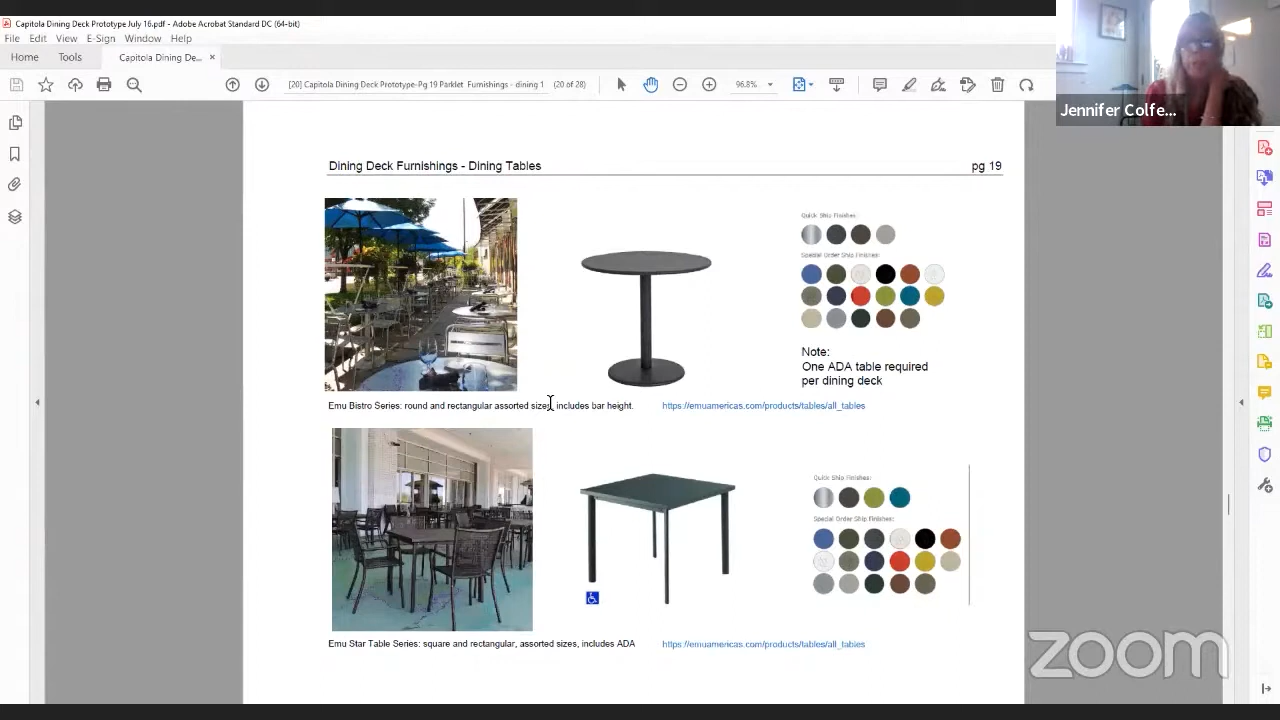 Capitola Dining Deck Prototype July 16.pdf - Adobe Acrobat Standard DC (64-bit)
File Edit View E-Sign Window Help
Home Tools Capitola Dining De... ×
[20] Capitola Dining Deck Prototype-Pg 19 Parklet Furnishings - dining 1 (20 of 28) 96.8%
Jennifer Colfe...
Dining Deck Furnishings - Dining Tables pg 19
Quick Ship Finishes:
Special Order Ship Finishes:
Note:
One ADA table required
per dining deck
Emu Bistro Series: round and rectangular assorted sizes, includes bar height. https://emuamericas.com/products/tables/all_tables
Quick Ship Finishes:
Special Order Ship Finishes:
Emu Star Table Series: square and rectangular, assorted sizes, includes ADA https://emuamericas.com/products/tables/all_tables
zoom